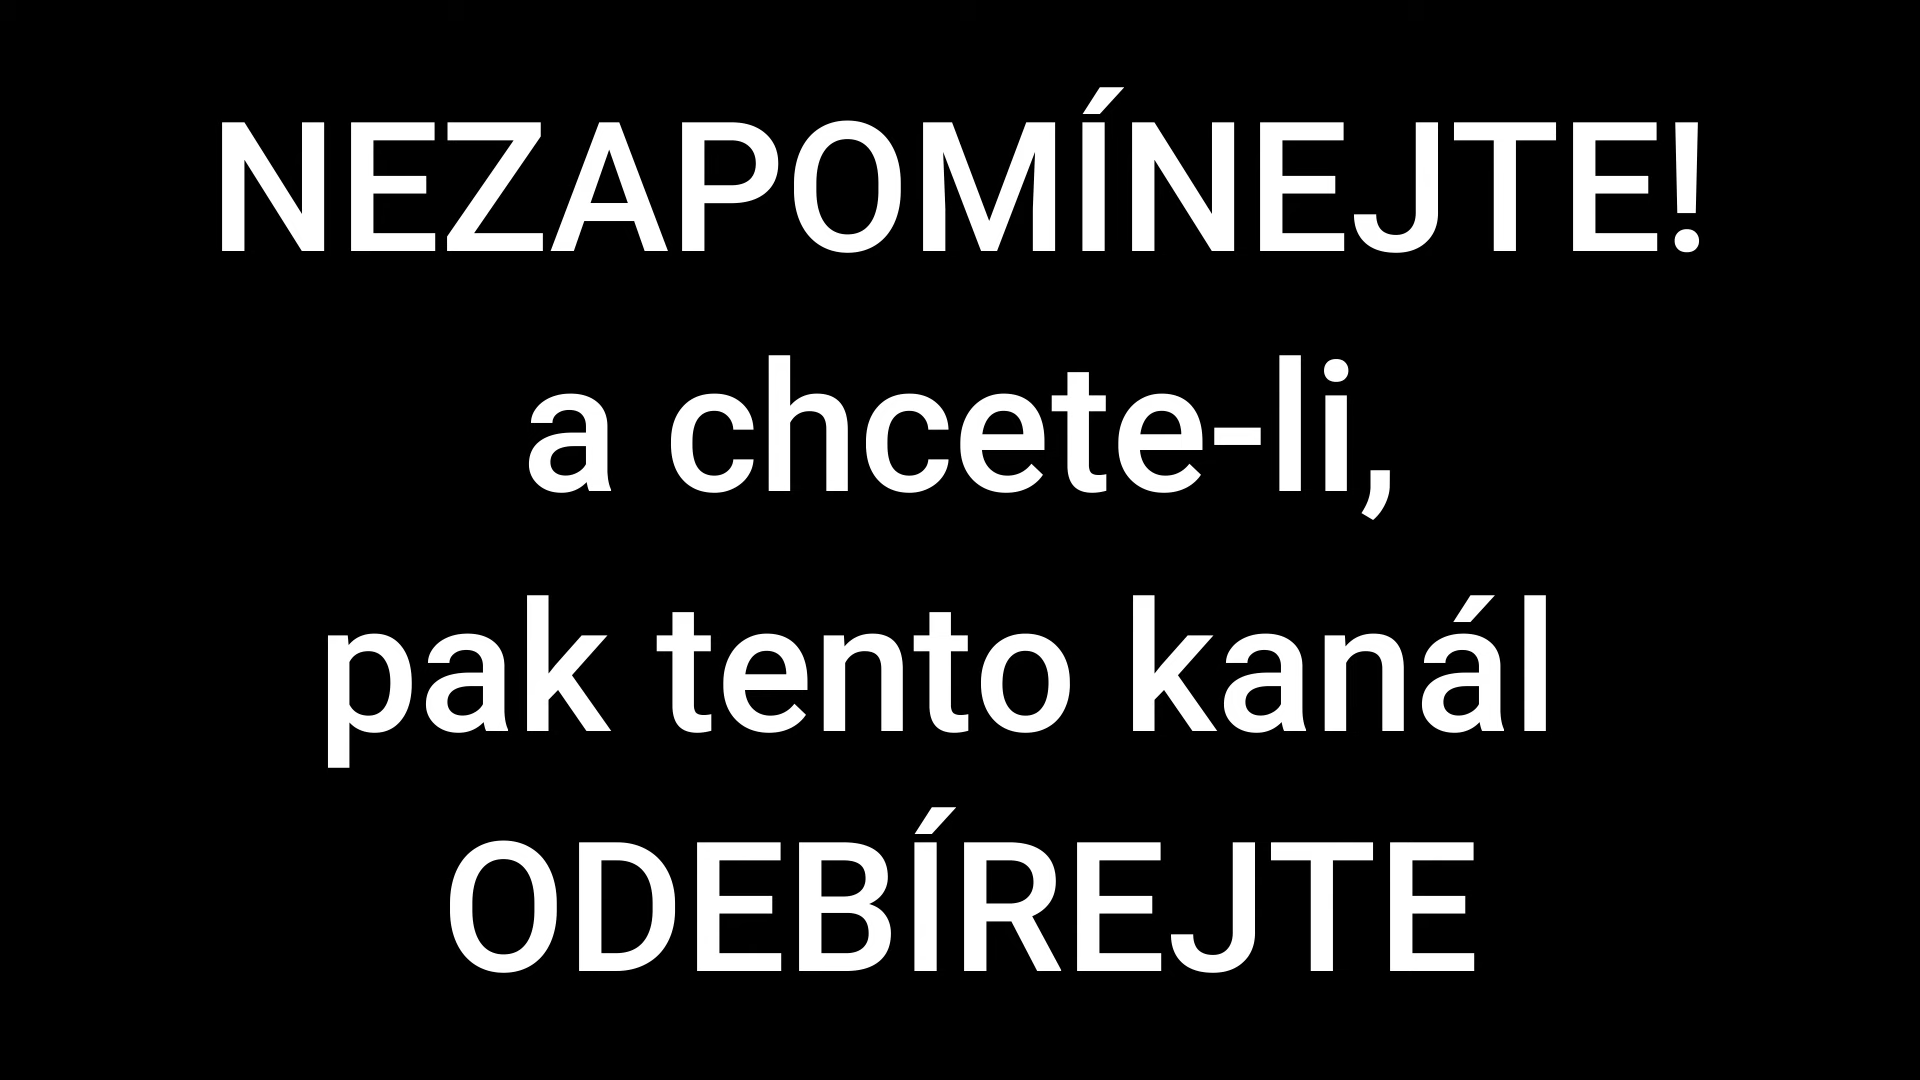 NEZAPOMÍNEJTE!
a chcete-li,
pak tento kanál
ODEBÍREJTE